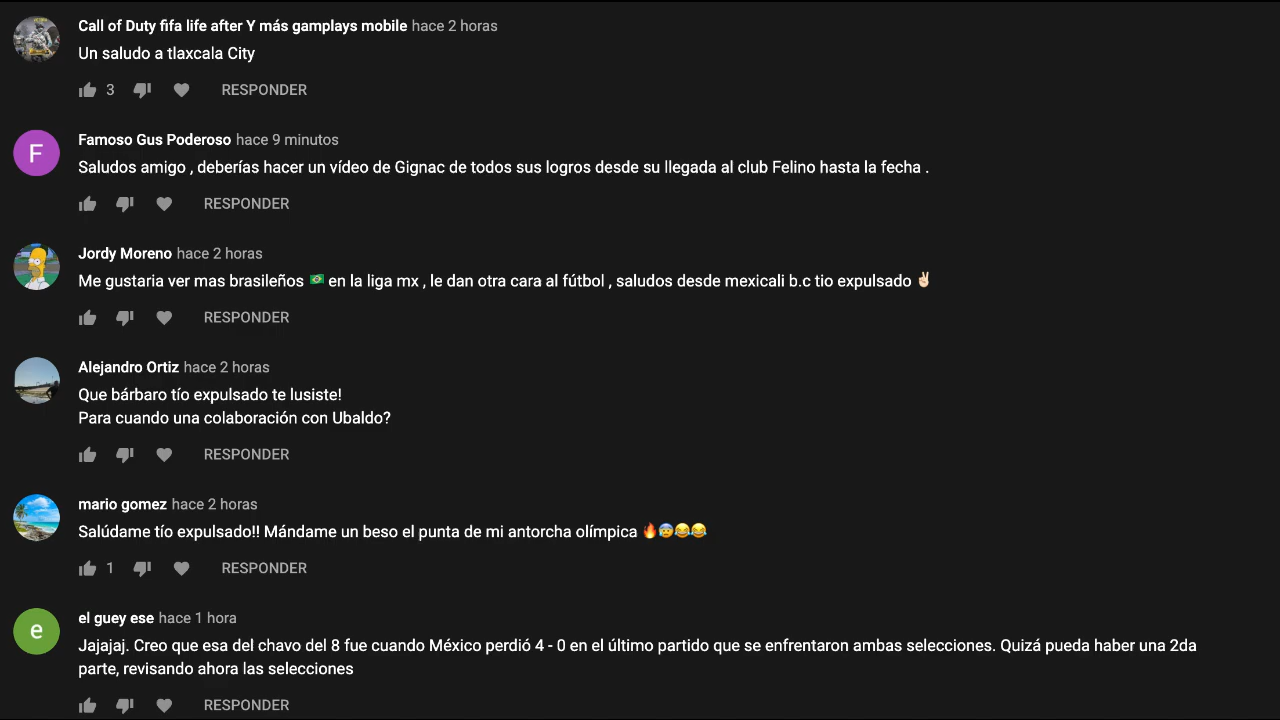 Call of Duty fifa life after Y más gamplays mobile hace 2 horas
Un saludo a tlaxcala City
3 RESPONDER
F
Famoso Gus Poderoso hace 9 minutos
Saludos amigo , deberías hacer un vídeo de Gignac de todos sus logros desde su llegada al club Felino hasta la fecha .
RESPONDER
Jordy Moreno hace 2 horas
Me gustaria ver mas brasileños 🇧🇷 en la liga mx , le dan otra cara al fútbol , saludos desde mexicali b.c tio expulsado ✌🏻
RESPONDER
Alejandro Ortiz hace 2 horas
Que bárbaro tío expulsado te lusiste!
Para cuando una colaboración con Ubaldo?
RESPONDER
mario gomez hace 2 horas
Salúdame tío expulsado!! Mándame un beso el punta de mi antorcha olímpica 🔥😰😂😂
1 RESPONDER
e
el guey ese hace 1 hora
Jajajaj. Creo que esa del chavo del 8 fue cuando México perdió 4 - 0 en el último partido que se enfrentaron ambas selecciones. Quizá pueda haber una 2da
parte, revisando ahora las selecciones
RESPONDER